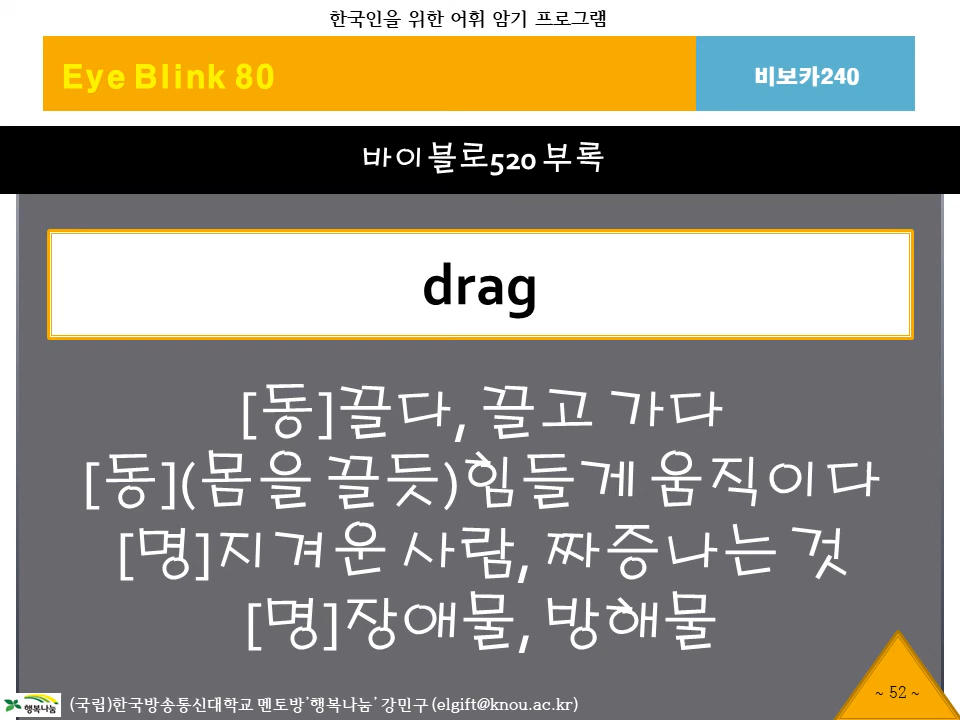 한국인을 위한 어휘 암기 프로그램
Eye Blink 80
비보카240
바이블로520 부록
drag
[동]끌다, 끌고 가다
[동](몸을 끌듯)힘들게 움직이다
[명]지겨운 사람, 짜증나는 것
[명]장애물, 방해물
~ 52 ~
행복나눔
(국립)한국방송통신대학교 멘토방'행복나눔' 강민구 (elgift@knou.ac.kr)